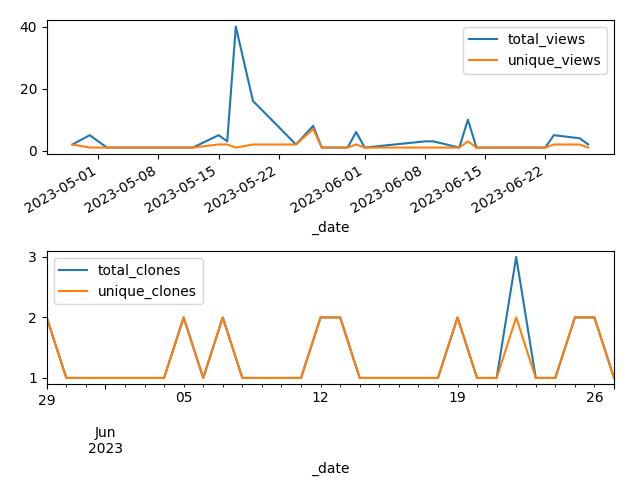 40
20
0
total_views
unique_views
2023-05-01
2023-05-08
2023-05-15
2023-05-22
2023-06-01
2023-06-08
2023-06-15
2023-06-22
_date
3
2
1
total_clones
unique_clones
29
05
12
19
26
Jun
2023
_date